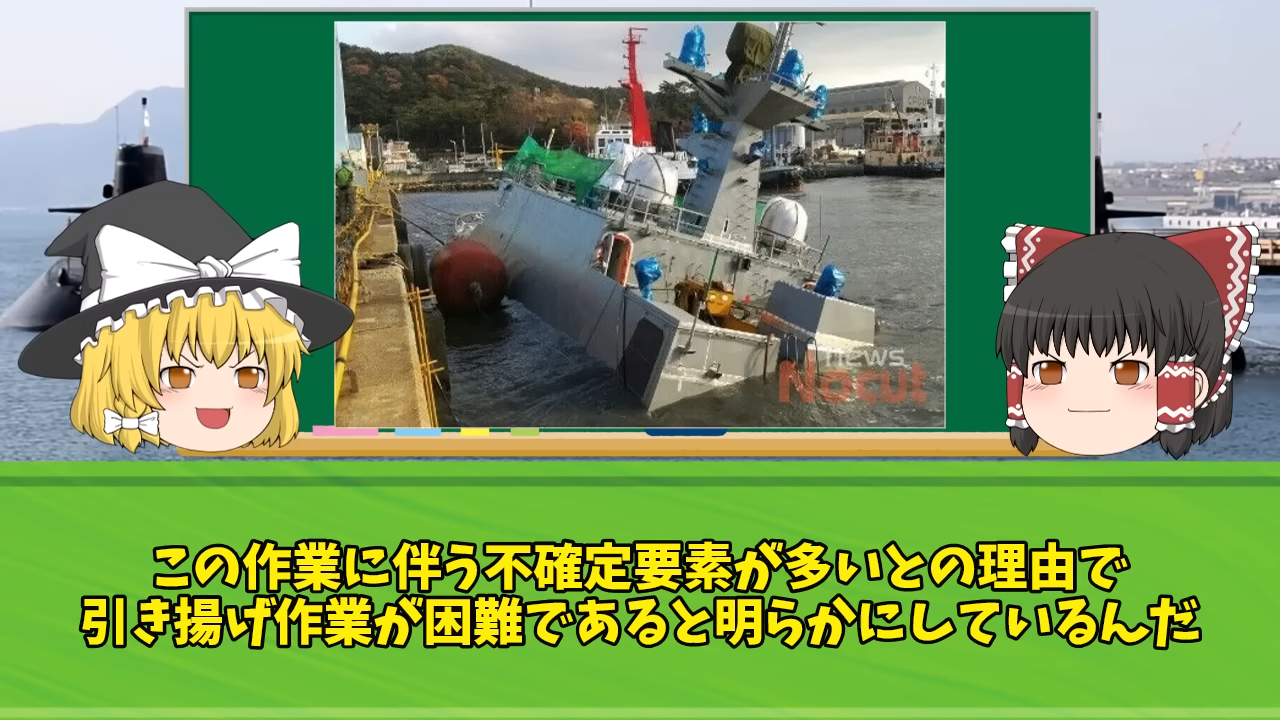 news
Nocut
この作業に伴う不確定要素が多いとの理由で
引き揚げ作業が困難であると明らかにしているんだ